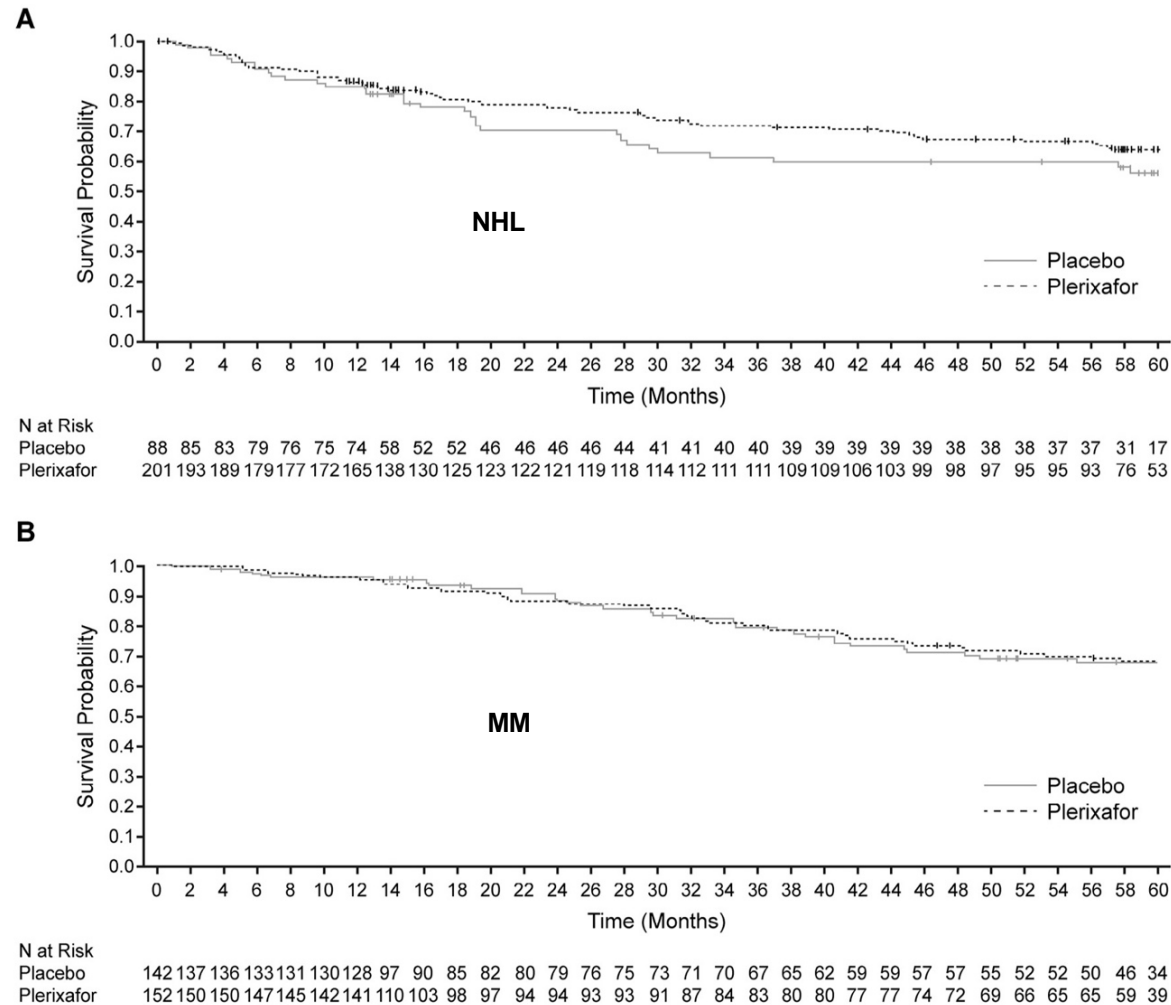 A
1.0
0.9
0.8
0.7
0.6
0.5
0.4
0.3
0.2
0.1
0.0
Survival Probability
NHL
Placebo
Plerixafor
0 2 4 6 8 10 12 14 16 18 20 22 24 26 28 30 32 34 36 38 40 42 44 46 48 50 52 54 56 58 60
Time (Months)
N at Risk
Placebo 88 85 83 79 76 75 74 58 52 52 46 46 46 46 44 41 41 40 40 39 39 39 39 39 38 38 38 37 37 31 17
Plerixafor 201 193 189 179 177 172 165 138 130 125 123 122 121 119 118 114 112 111 111 109 109 106 103 99 98 97 95 95 93 76 53
B
1.0
0.9
0.8
0.7
0.6
0.5
0.4
0.3
0.2
0.1
0.0
Survival Probability
MM
Placebo
Plerixafor
0 2 4 6 8 10 12 14 16 18 20 22 24 26 28 30 32 34 36 38 40 42 44 46 48 50 52 54 56 58 60
Time (Months)
N at Risk
Placebo 142 137 136 133 131 130 128 97 90 85 82 80 79 76 75 73 71 70 67 65 62 59 59 57 57 55 52 52 50 46 34
Plerixafor 152 150 150 147 145 142 141 110 103 98 97 94 94 93 93 91 87 84 83 80 80 77 77 74 72 69 66 65 65 59 39